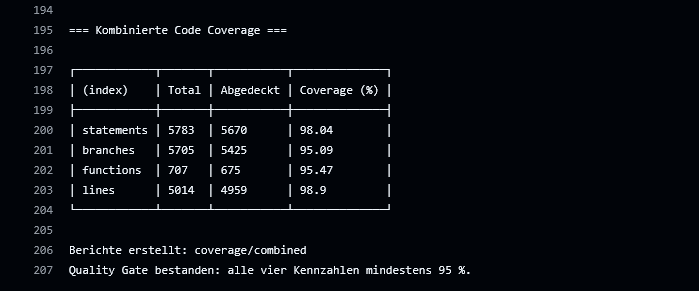 194
195 === Kombinierte Code Coverage ===
196
197
198 | (index) | Total | Abgedeckt | Coverage (%) |
199
200 | statements | 5783 | 5670 | 98.04 |
201 | branches | 5705 | 5425 | 95.09 |
202 | functions | 707 | 675 | 95.47 |
203 | lines | 5014 | 4959 | 98.9 |
204
205
206 Berichte erstellt: coverage/combined
207 Quality Gate bestanden: alle vier Kennzahlen mindestens 95 %.